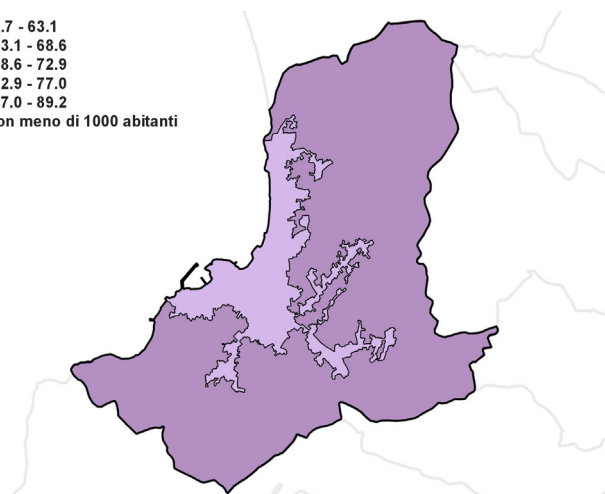 .7 - 63.1
3.1 - 68.6
8.6 - 72.9
2.9 - 77.0
7.0 - 89.2
on meno di 1000 abitanti